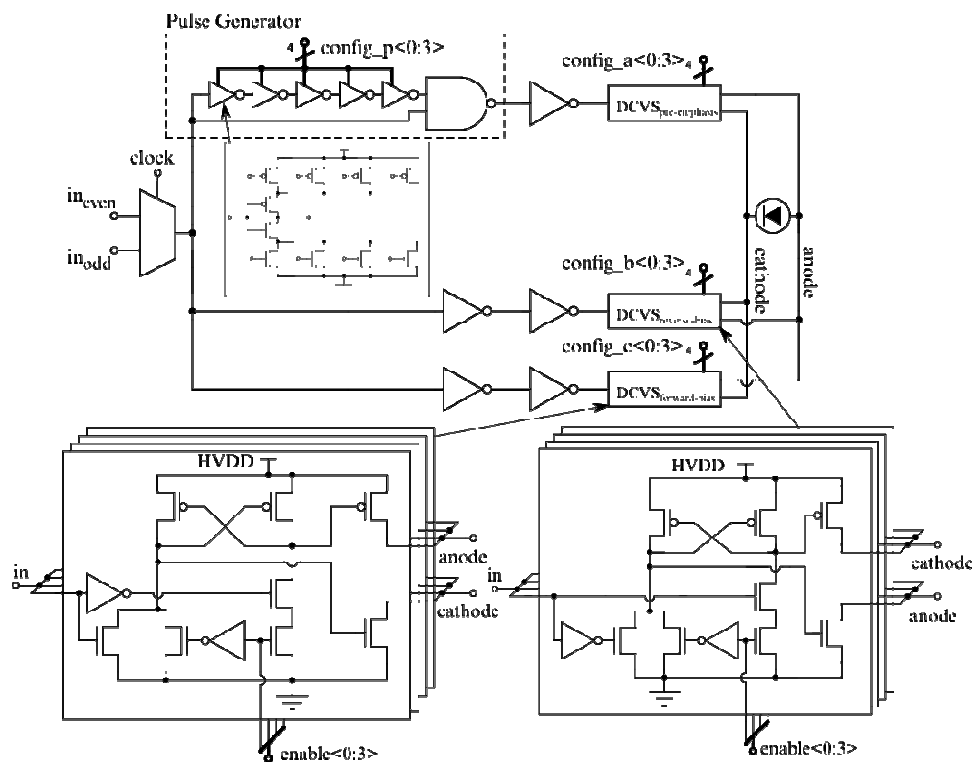 Pulse Generator
4 config_p<0:3>
config_a<0:3> 4
DCVS pre-emphasis
clock
in even
in odd
cathode
anode
config_b<0:3> 4
DCVS
config_c<0:3> 4
DCVS forward-bias
HVDD
in
anode
cathode
enable<0:3>
HVDD
in
cathode
anode
enable<0:3>